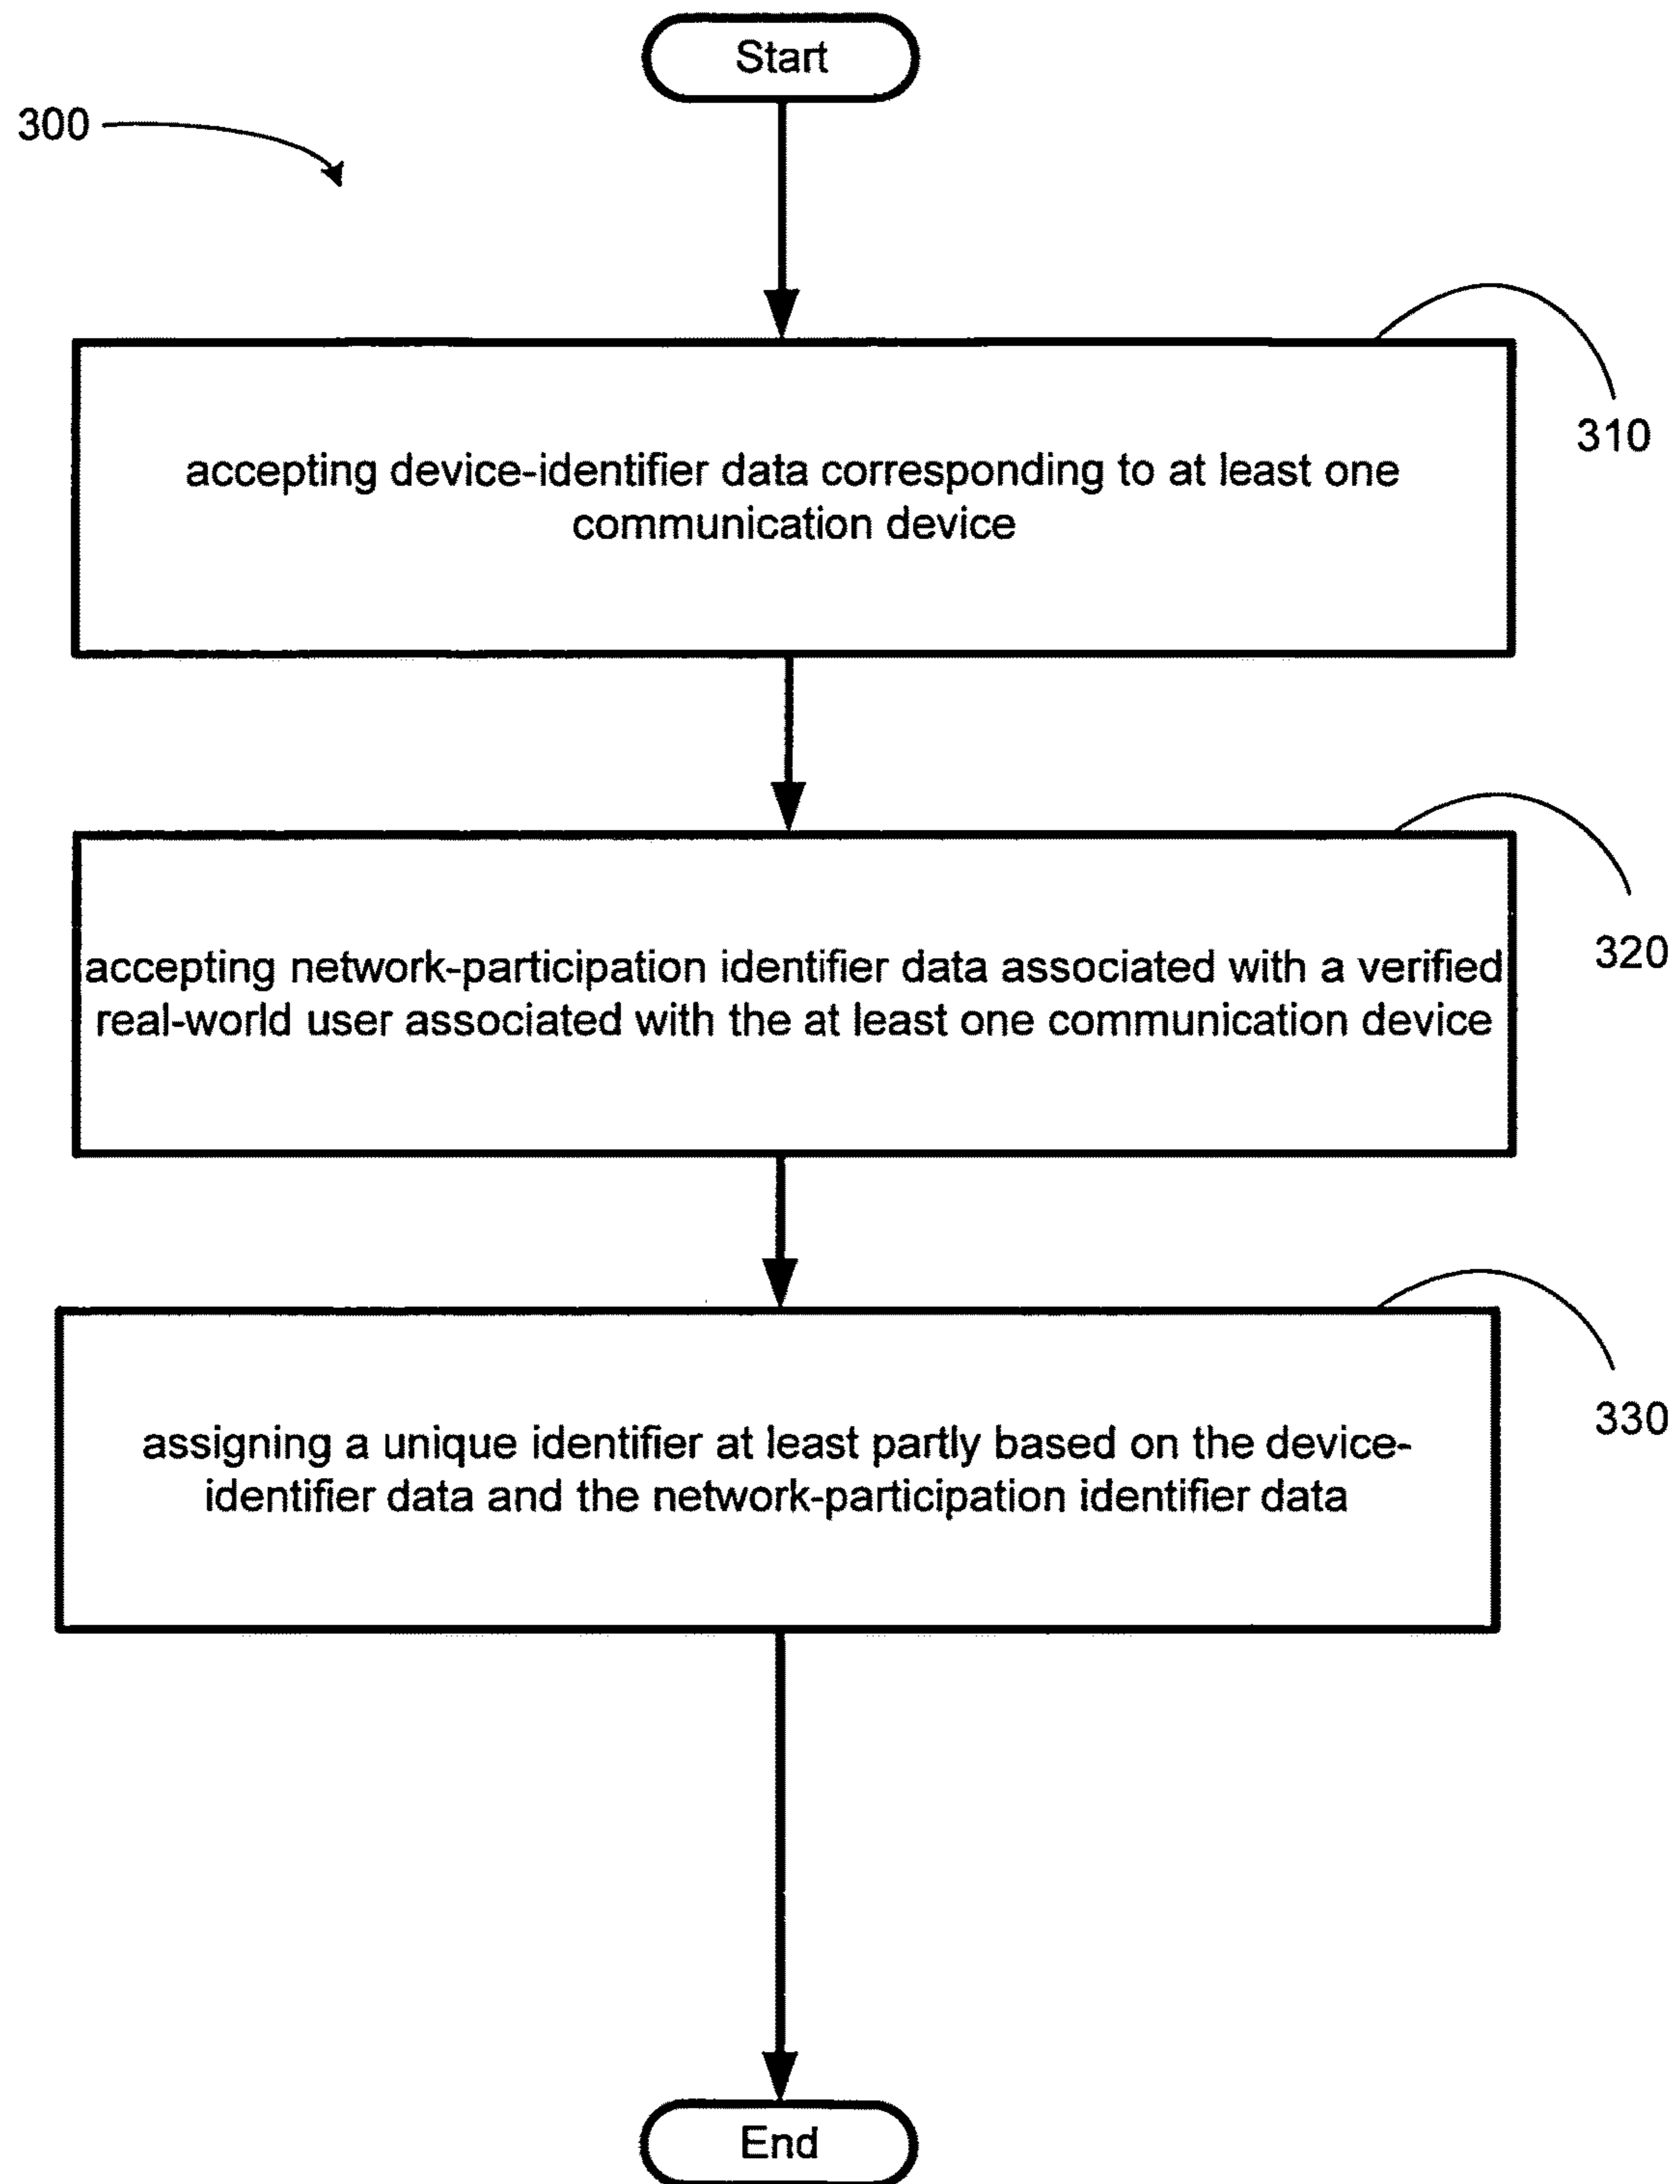 Start
300
310
accepting device-identifier data corresponding to at least one
communication device
320
accepting network-participation identifier data associated with a verified
real-world user associated with the at least one communication device
330
assigning a unique identifier at least partly based on the device-
identifier data and the network-participation identifier data
End